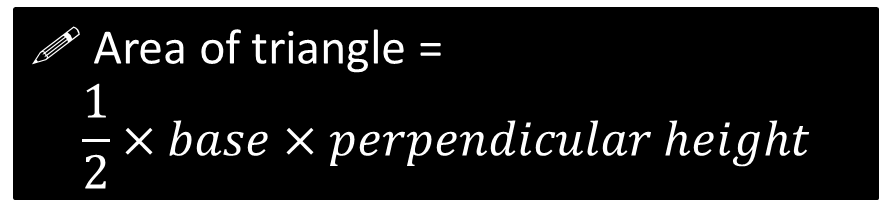 Area of triangle =
1/2 × base × perpendicular height